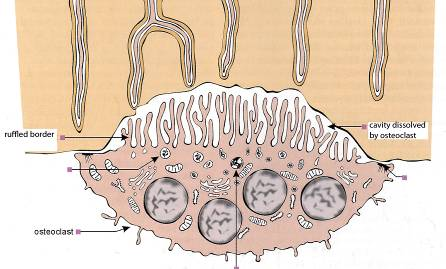 ruffled border
cavity dissolved
by osteoclast
osteoclast